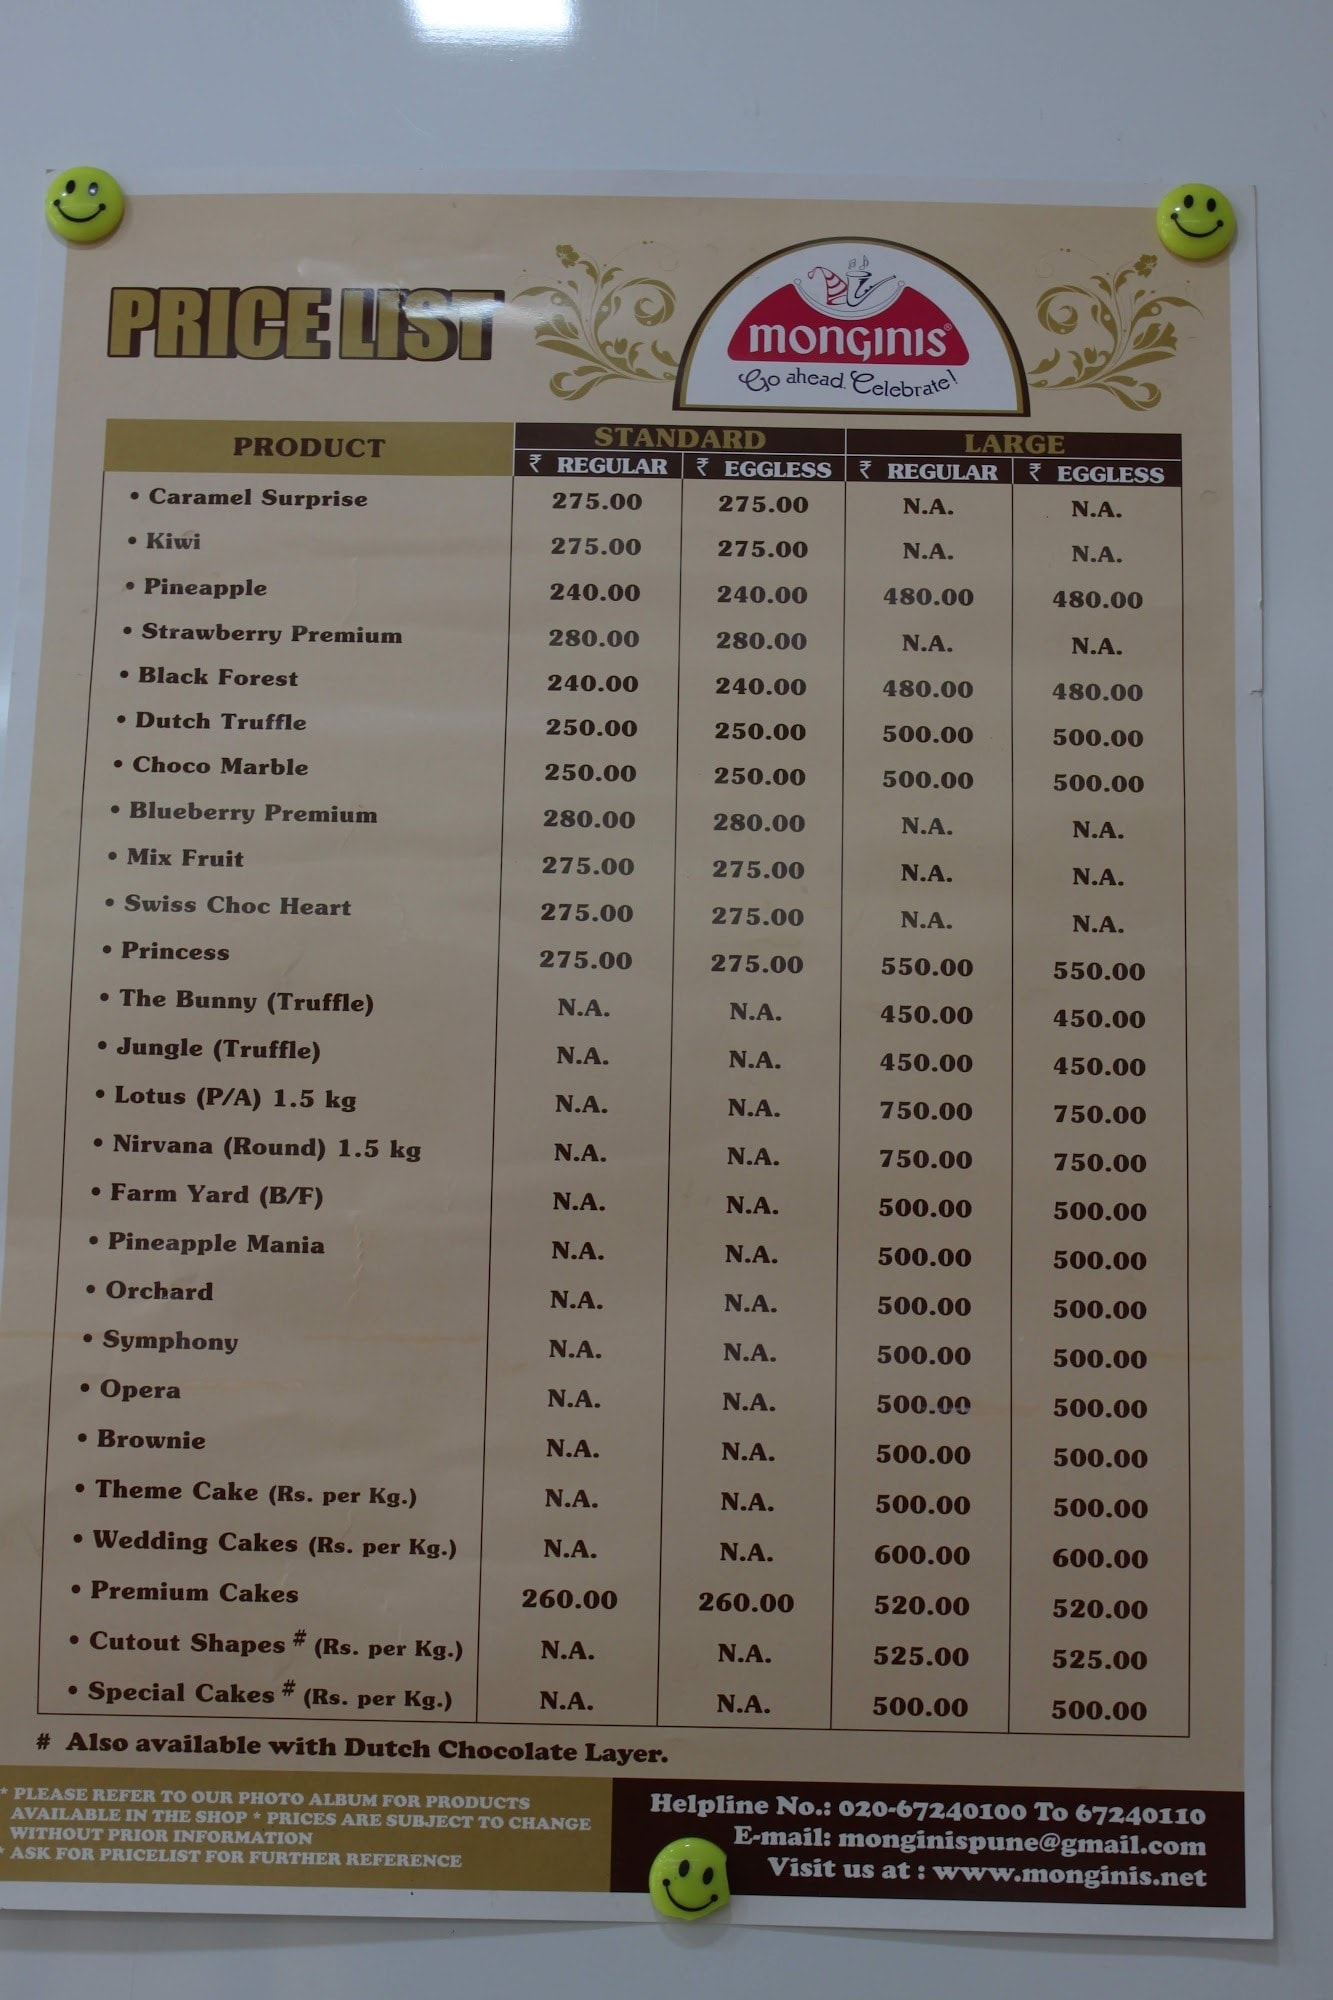 PRICE LIST
MONGINIS®
Go ahead. Celebrate!
PRODUCT STANDARD LARGE
₹ REGULAR ₹ EGGLESS ₹ REGULAR ₹ EGGLESS
• Caramel Surprise 275.00 275.00 N.A. N.A.
• Kiwi 275.00 275.00 N.A. N.A.
• Pineapple 240.00 240.00 480.00 480.00
• Strawberry Premium 280.00 280.00 N.A. N.A.
• Black Forest 240.00 240.00 480.00 480.00
• Dutch Truffle 250.00 250.00 500.00 500.00
• Choco Marble 250.00 250.00 500.00 500.00
• Blueberry Premium 280.00 280.00 N.A. N.A.
• Mix Fruit 275.00 275.00 N.A. N.A.
• Swiss Choc Heart 275.00 275.00 N.A. N.A.
• Princess 275.00 275.00 550.00 550.00
• The Bunny (Truffle) N.A. N.A. 450.00 450.00
• Jungle (Truffle) N.A. N.A. 450.00 450.00
• Lotus (P/A) 1.5 kg N.A. N.A. 750.00 750.00
• Nirvana (Round) 1.5 kg N.A. N.A. 750.00 750.00
• Farm Yard (B/F) N.A. N.A. 500.00 500.00
• Pineapple Mania N.A. N.A. 500.00 500.00
• Orchard N.A. N.A. 500.00 500.00
• Symphony N.A. N.A. 500.00 500.00
• Opera N.A. N.A. 500.00 500.00
• Brownie N.A. N.A. 500.00 500.00
• Theme Cake (Rs. per Kg.) N.A. N.A. 500.00 500.00
• Wedding Cakes (Rs. per Kg.) N.A. N.A. 600.00 600.00
• Premium Cakes 260.00 260.00 520.00 520.00
• Cutout Shapes # (Rs. per Kg.) N.A. N.A. 525.00 525.00
• Special Cakes # (Rs. per Kg.) N.A. N.A. 500.00 500.00
# Also available with Dutch Chocolate Layer.
* PLEASE REFER TO OUR PHOTO ALBUM FOR PRODUCTS
AVAILABLE IN THE SHOP * PRICES ARE SUBJECT TO CHANGE
WITHOUT PRIOR INFORMATION
* ASK FOR PRICELIST FOR FURTHER REFERENCE
Helpline No.: 020-67240100 To 67240110
E-mail: monginispune@gmail.com
Visit us at : www.monginis.net